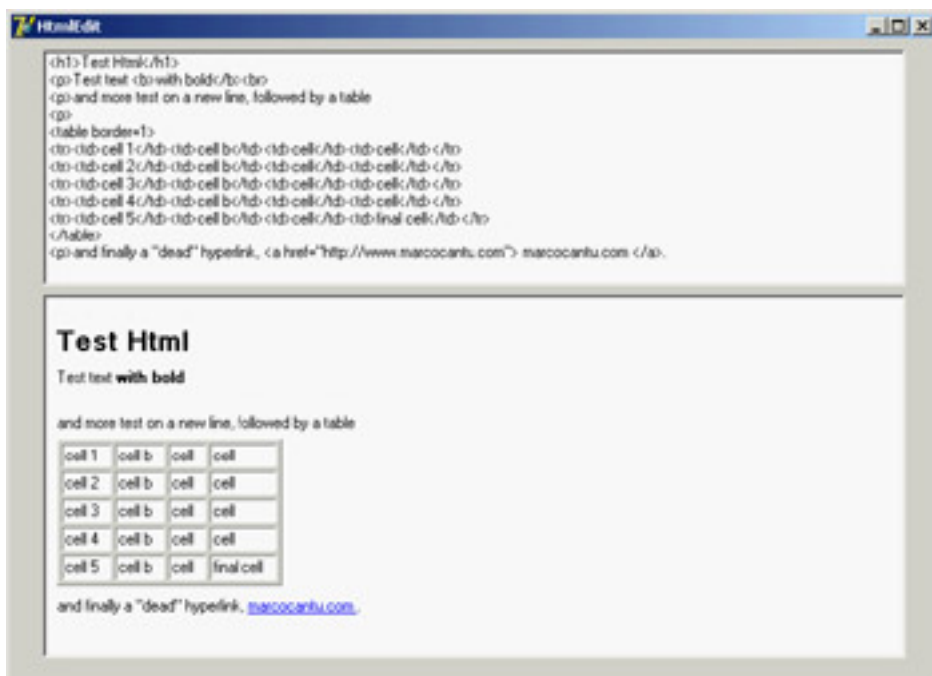 HtmlEdit
<h1>Test Html</h1>
<p>Test text <b>with bold</b><br>
<p>and more test on a new line, followed by a table
<p>
<table border=1>
<tr><td>cell 1</td><td>cell b</td><td>cell</td><td>cell</td></tr>
<tr><td>cell 2</td><td>cell b</td><td>cell</td><td>cell</td></tr>
<tr><td>cell 3</td><td>cell b</td><td>cell</td><td>cell</td></tr>
<tr><td>cell 4</td><td>cell b</td><td>cell</td><td>cell</td></tr>
<tr><td>cell 5</td><td>cell b</td><td>cell</td><td>final cell</td></tr>
</table>
<p>and finally a "dead" hyperlink, <a href="http://www.marcocantu.com"> marcocantu.com </a>.
Test Html
Test text with bold
and more test on a new line, followed by a table
cell 1 cell b cell cell
cell 2 cell b cell cell
cell 3 cell b cell cell
cell 4 cell b cell cell
cell 5 cell b cell final cell
and finally a "dead" hyperlink, marcocantu.com .